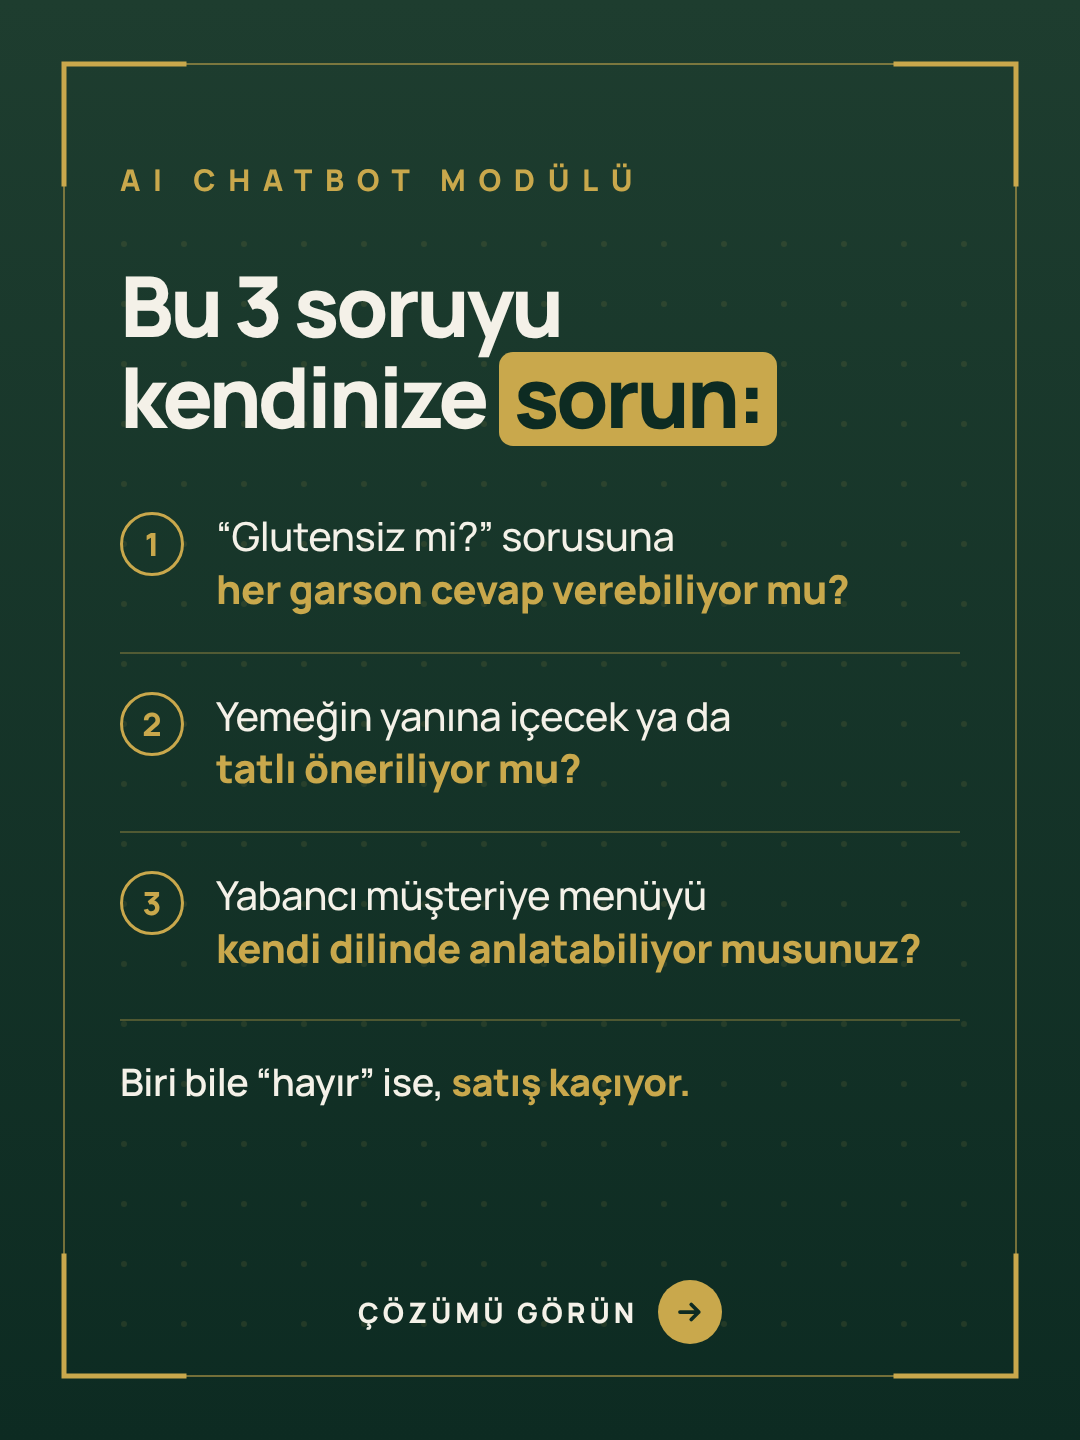 AI CHATBOT MODÜLÜ
Bu 3 soruyu
kendinize sorun:
1 “Glutensiz mi?” sorusuna
her garson cevap verebiliyor mu?
2 Yemeğin yanına içecek ya da
tatlı öneriliyor mu?
3 Yabancı müşteriye menüyü
kendi dilinde anlatabiliyor musunuz?
Biri bile “hayır” ise, satış kaçıyor.
ÇÖZÜMÜ GÖRÜN →